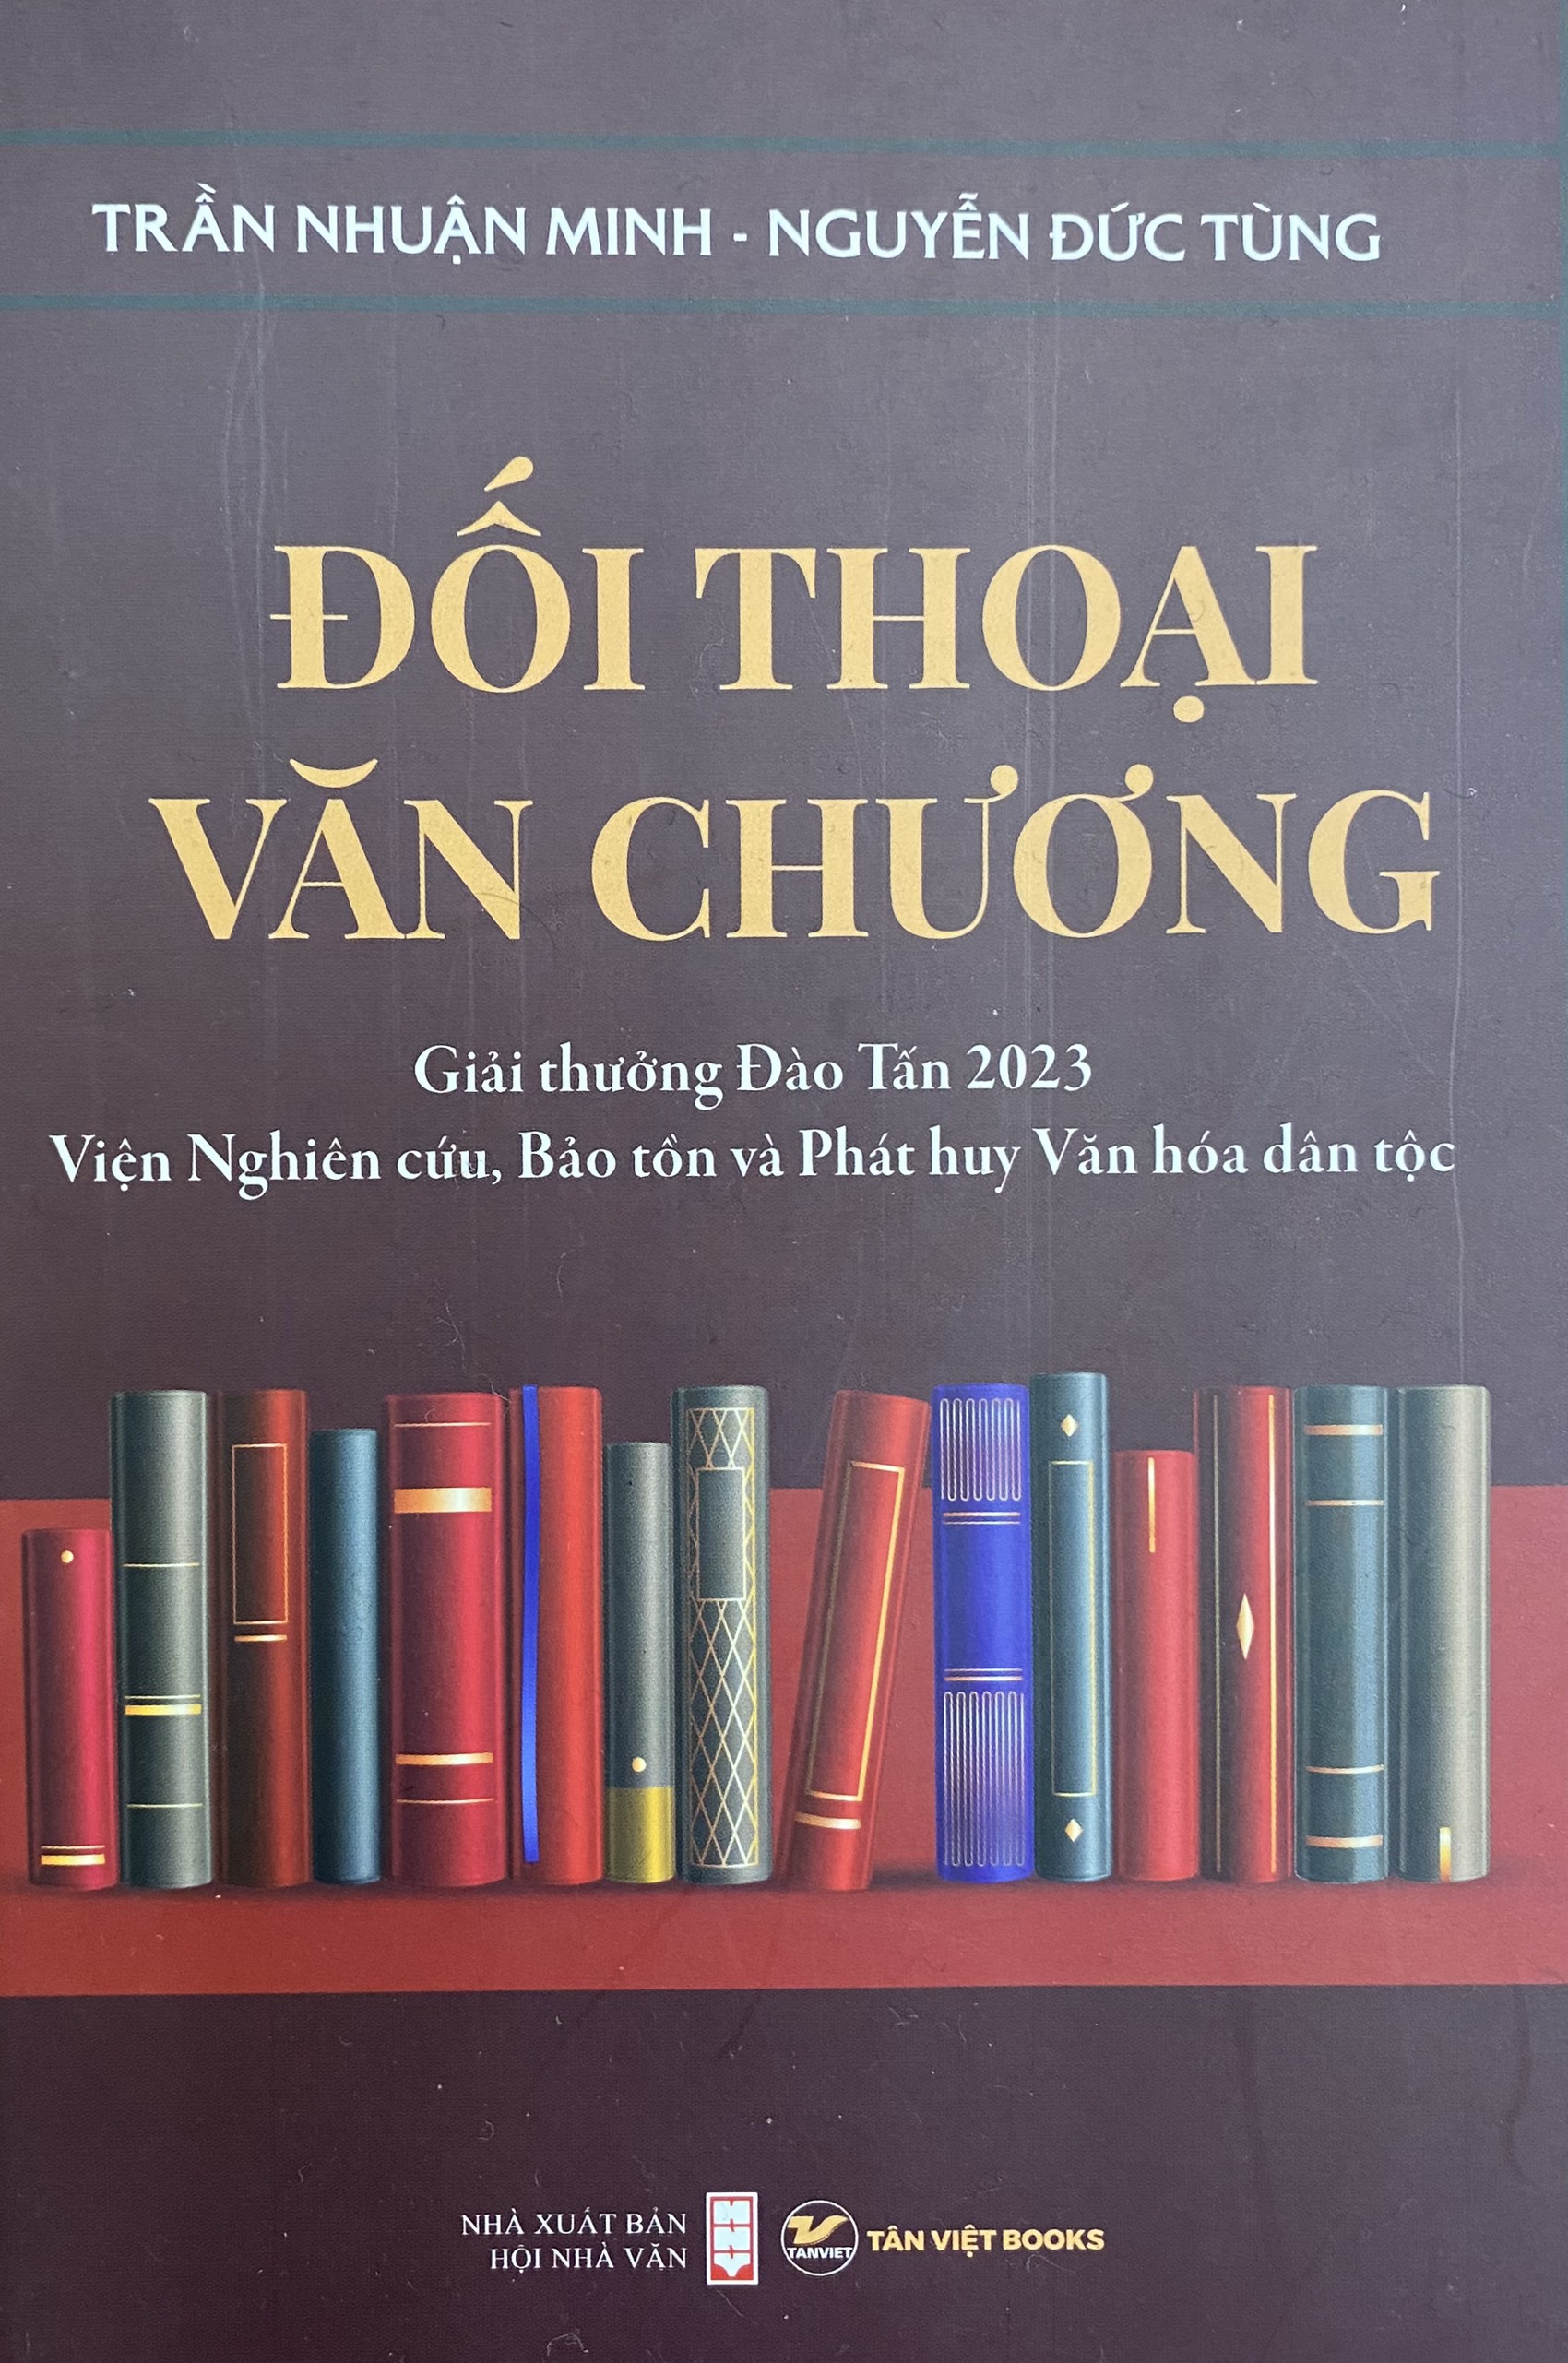 TRẦN NHUẬN MINH - NGUYỄN ĐỨC TÙNG
ĐỐI THOẠI
VĂN CHƯƠNG
Giải thưởng Đào Tấn 2023
Viện Nghiên cứu, Bảo tồn và Phát huy Văn hóa dân tộc
NHÀ XUẤT BẢN
HỘI NHÀ VĂN
TANVIET
TÂN VIỆT BOOKS